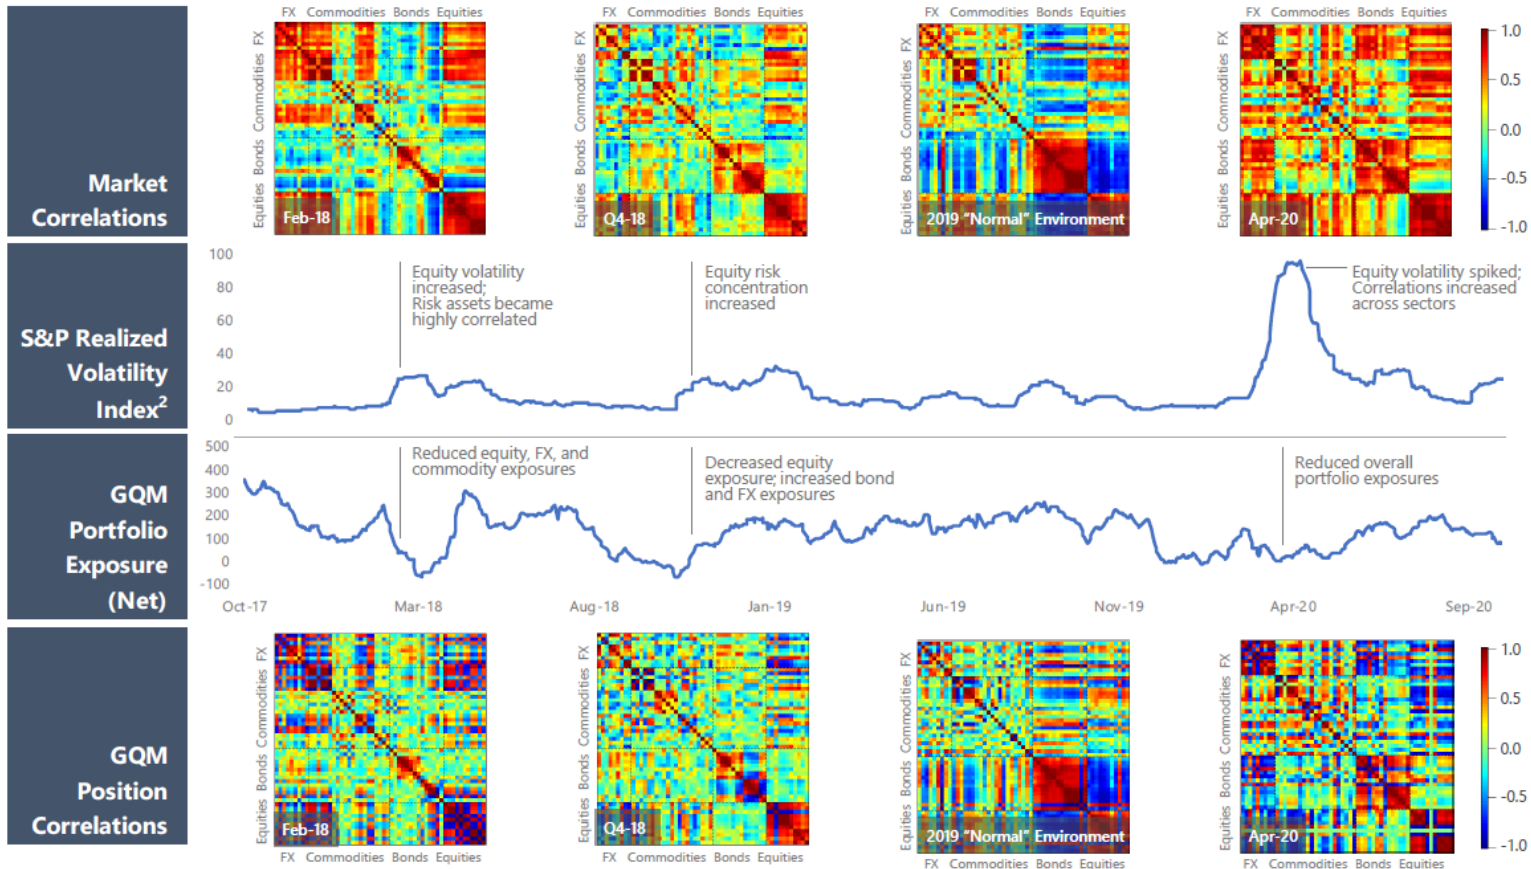 FX Commodities Bonds Equities
FX Commodities Bonds Equities
FX Commodities Bonds Equities
FX Commodities Bonds Equities
Market
Correlations
FX
Commodities
Bonds
Equities
Feb-18
FX
Commodities
Bonds
Equities
Q4-18
FX
Commodities
Bonds
Equities
2019 “Normal” Environment
FX
Commodities
Bonds
Equities
Apr-20
1.0
0.5
0.0
-0.5
-1.0
S&P Realized
Volatility
Index2
100
80
60
40
20
0
Equity volatility
increased;
Risk assets became
highly correlated
Equity risk
concentration
increased
Equity volatility spiked;
Correlations increased
across sectors
GQM
Portfolio
Exposure
(Net)
500
400
300
200
100
0
-100
Reduced equity, FX, and
commodity exposures
Decreased equity
exposure; increased bond
and FX exposures
Reduced overall
portfolio exposures
Oct-17 Mar-18 Aug-18 Jan-19 Jun-19 Nov-19 Apr-20 Sep-20
GQM
Position
Correlations
FX
Commodities
Bonds
Equities
Feb-18
FX
Commodities
Bonds
Equities
Q4-18
FX
Commodities
Bonds
Equities
2019 “Normal” Environment
FX
Commodities
Bonds
Equities
Apr-20
1.0
0.5
0.0
-0.5
-1.0
FX Commodities Bonds Equities
FX Commodities Bonds Equities
FX Commodities Bonds Equities
FX Commodities Bonds Equities